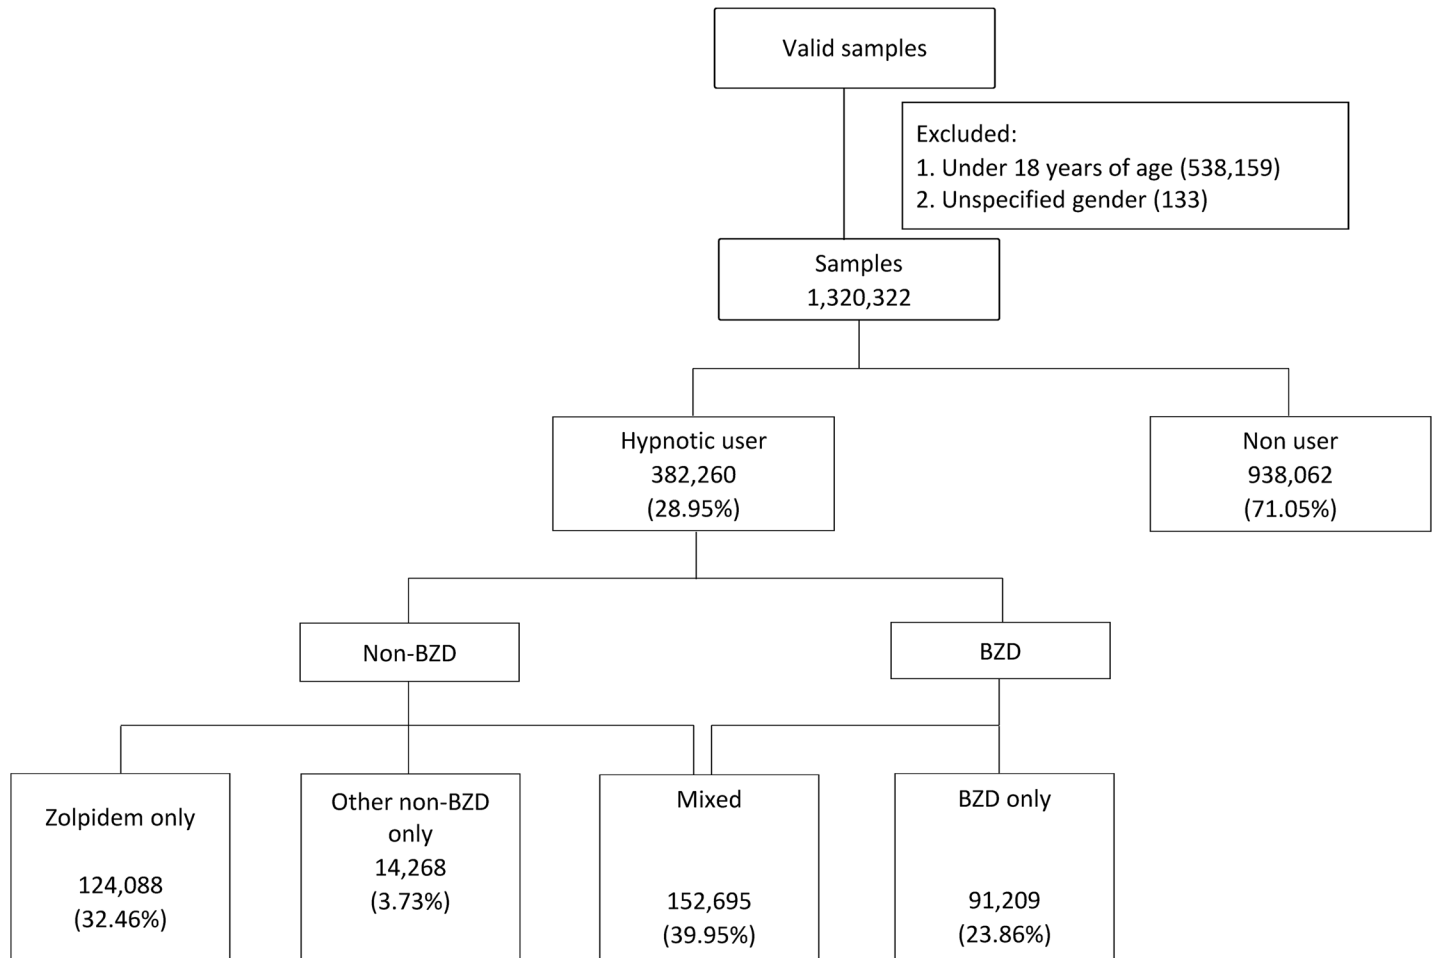 Valid samples
Excluded:
1. Under 18 years of age (538,159)
2. Unspecified gender (133)
Samples
1,320,322
Hypnotic user
382,260
(28.95%)
Non user
938,062
(71.05%)
Non-BZD
BZD
Zolpidem only
124,088
(32.46%)
Other non-BZD
only
14,268
(3.73%)
Mixed
152,695
(39.95%)
BZD only
91,209
(23.86%)